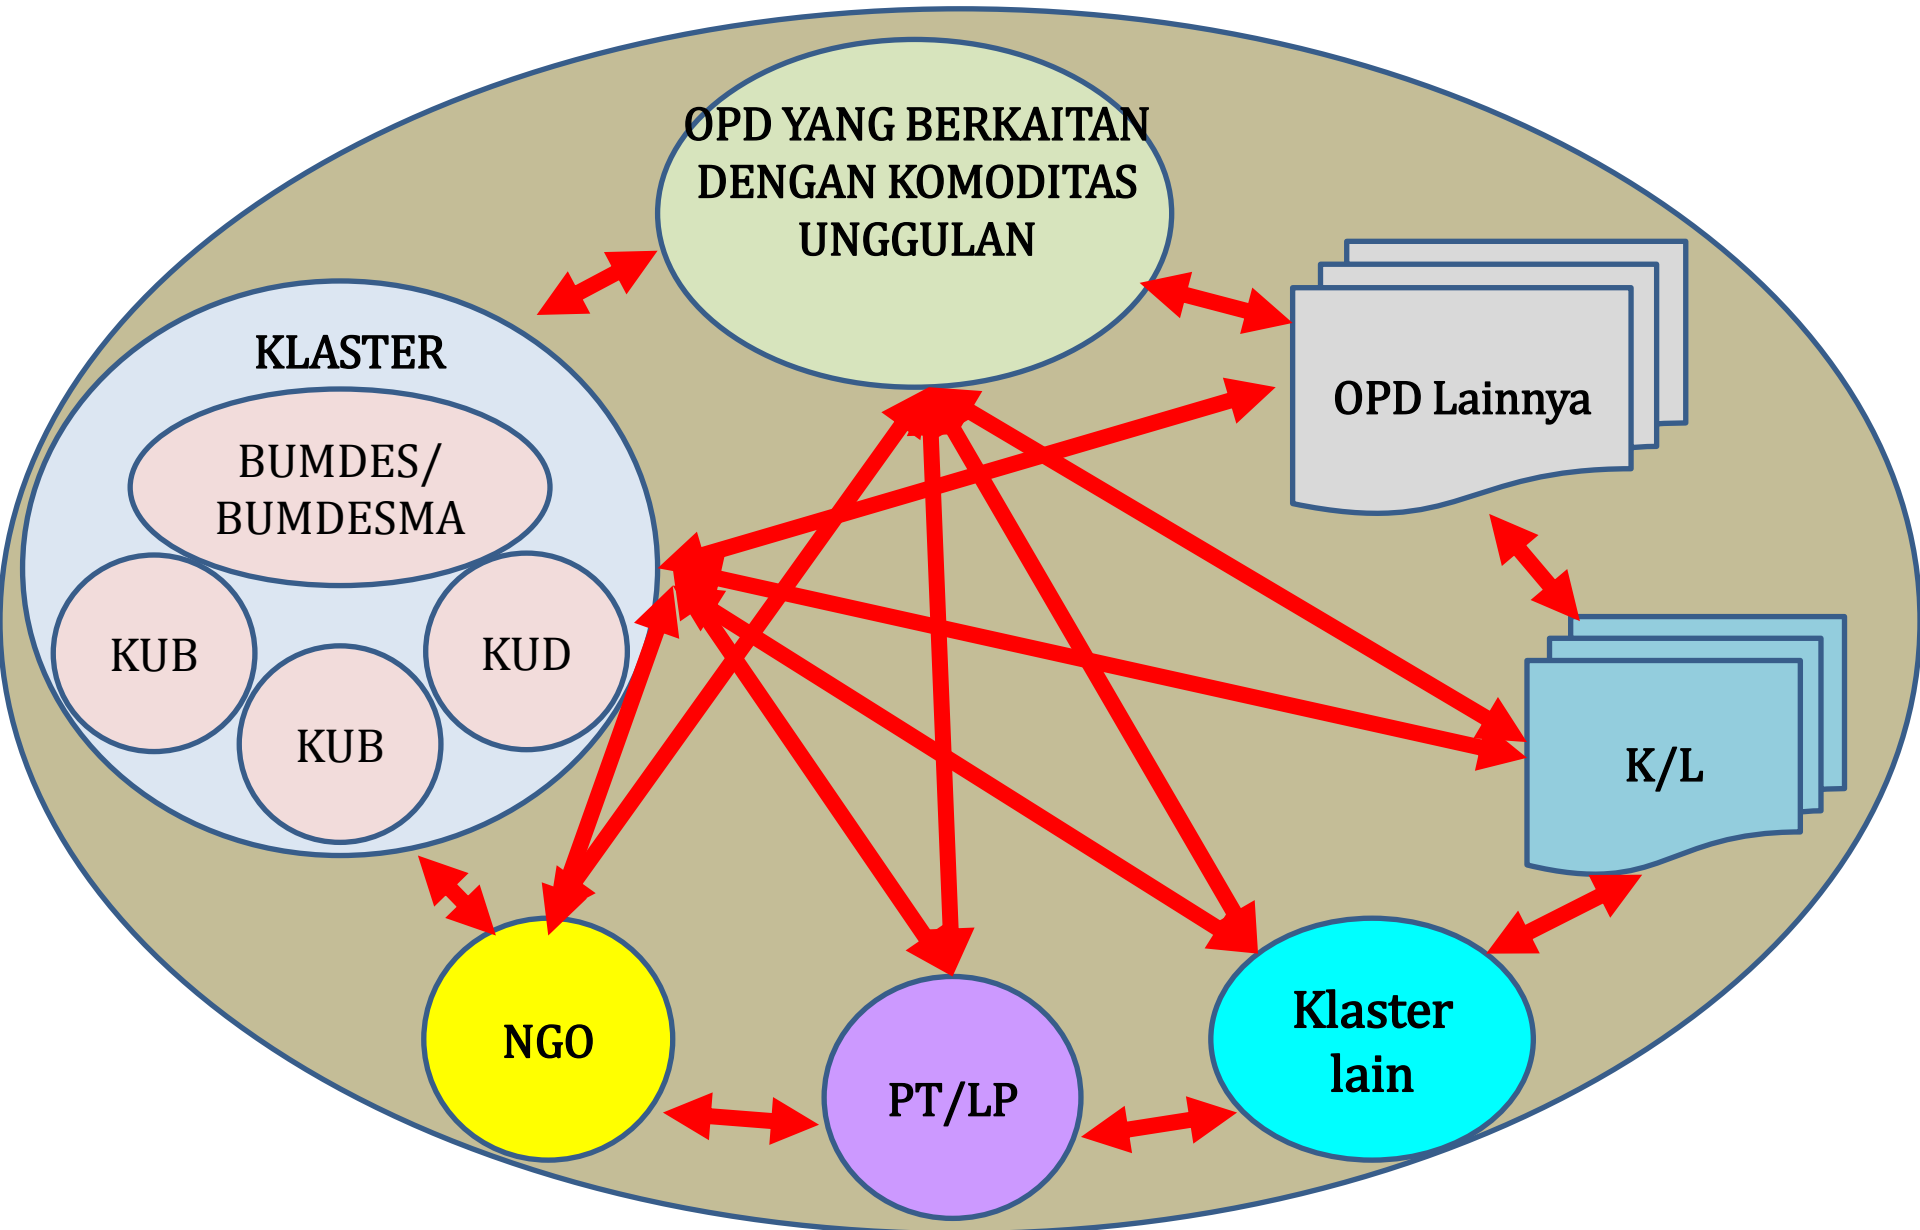 OPD YANG BERKAITAN
DENGAN KOMODITAS
UNGGULAN
KLASTER
BUMDES/
BUMDESMA
KUB
KUD
KUB
OPD Lainnya
K/L
NGO
PT/LP
Klaster
lain